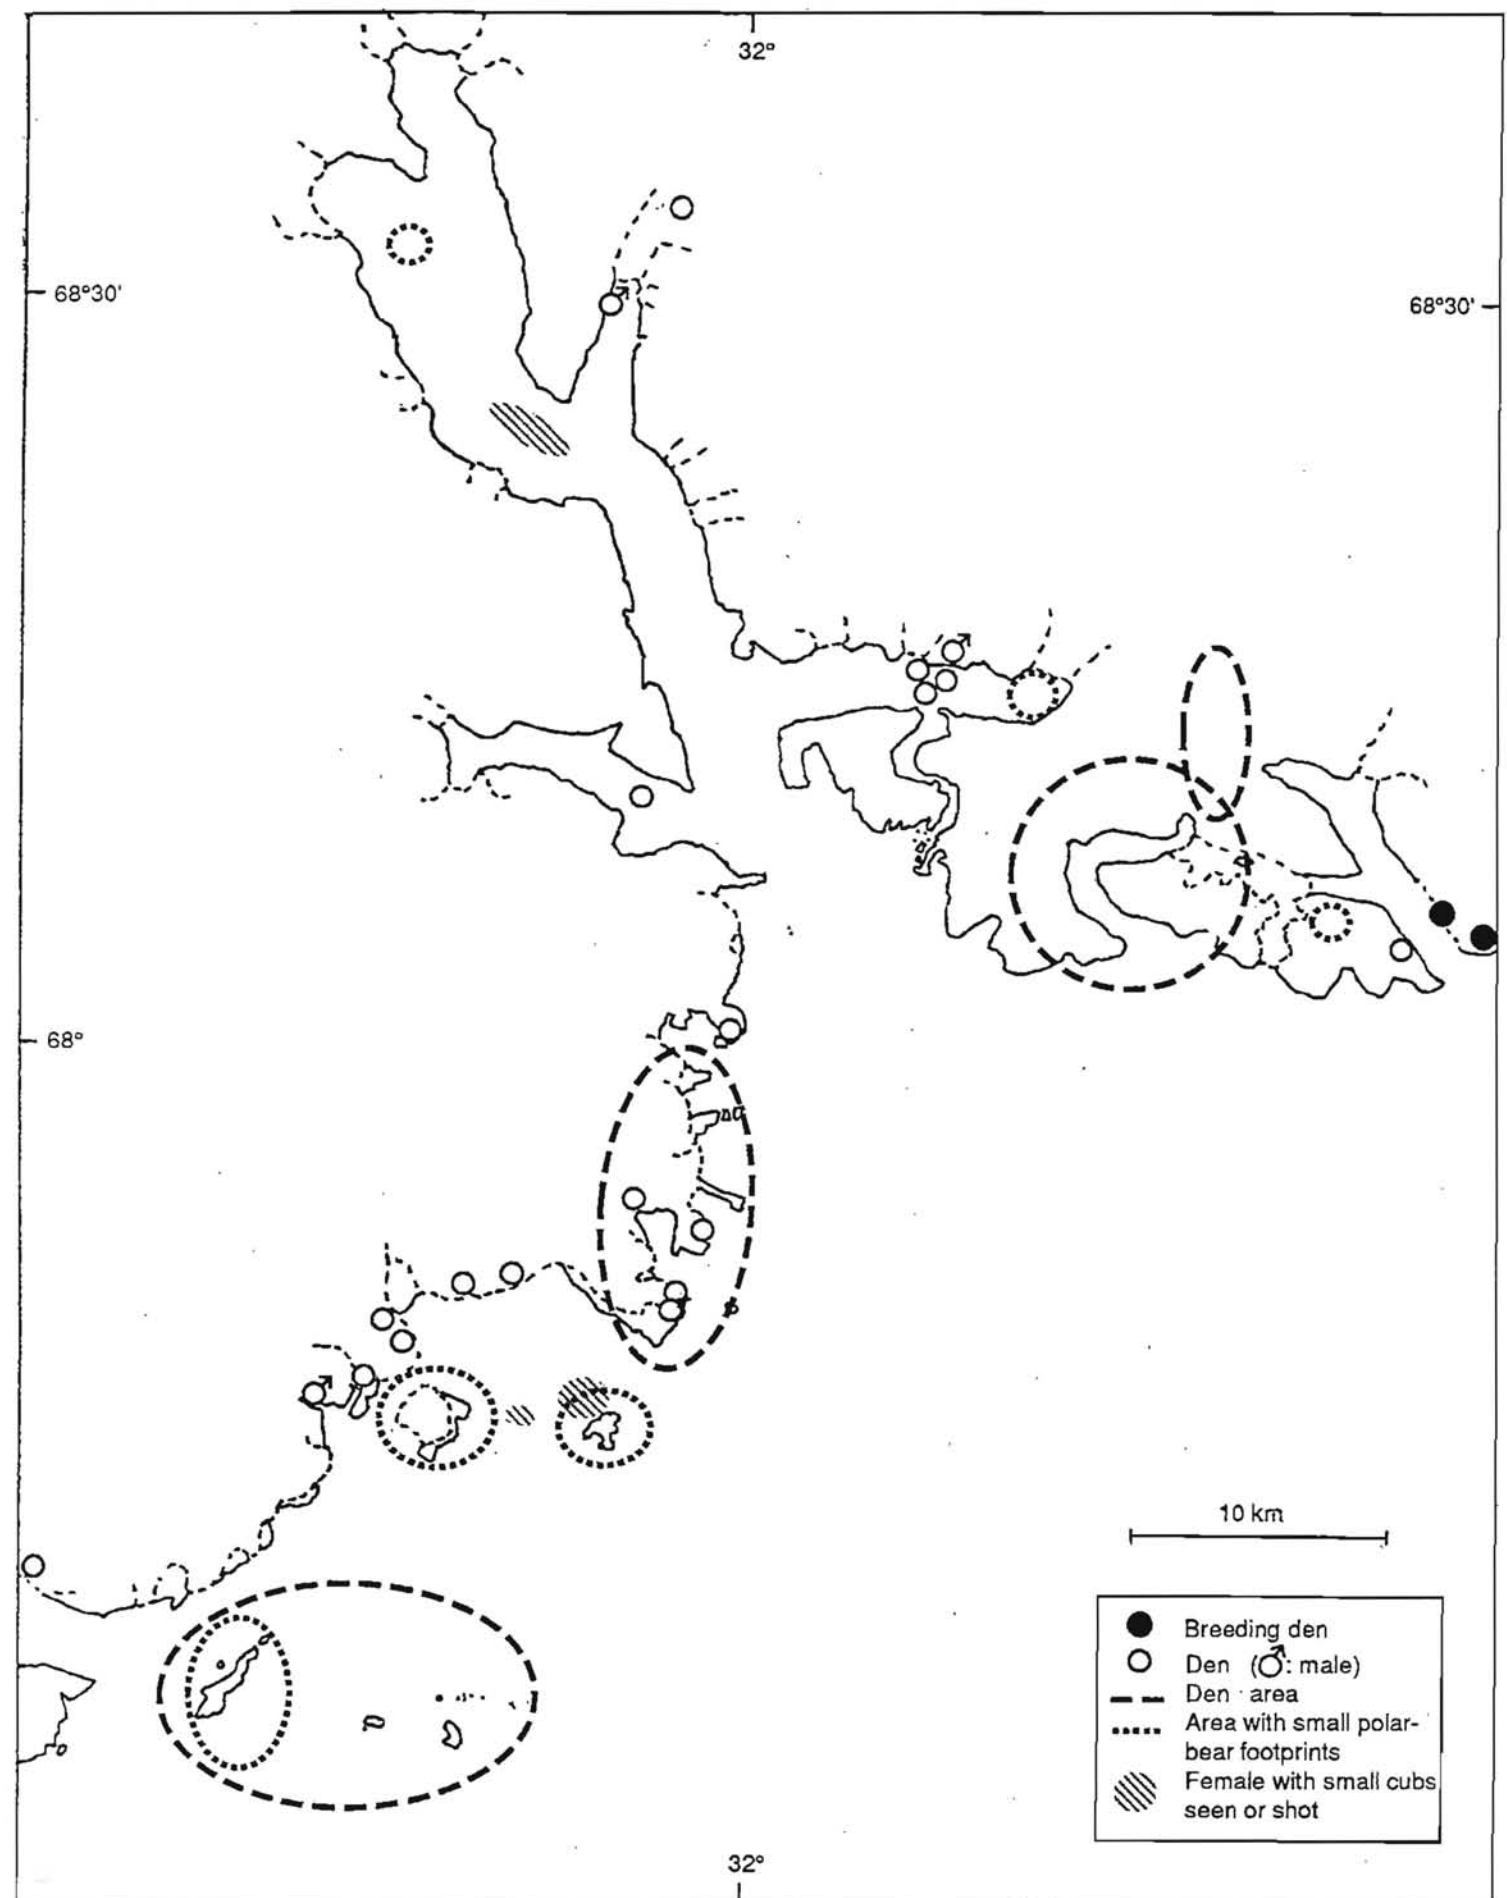 32°
68°30'
68°30'
68°
10 km
Breeding den
Den (♂: male)
Den area
Area with small polar-
bear footprints
Female with small cubs
seen or shot
32°